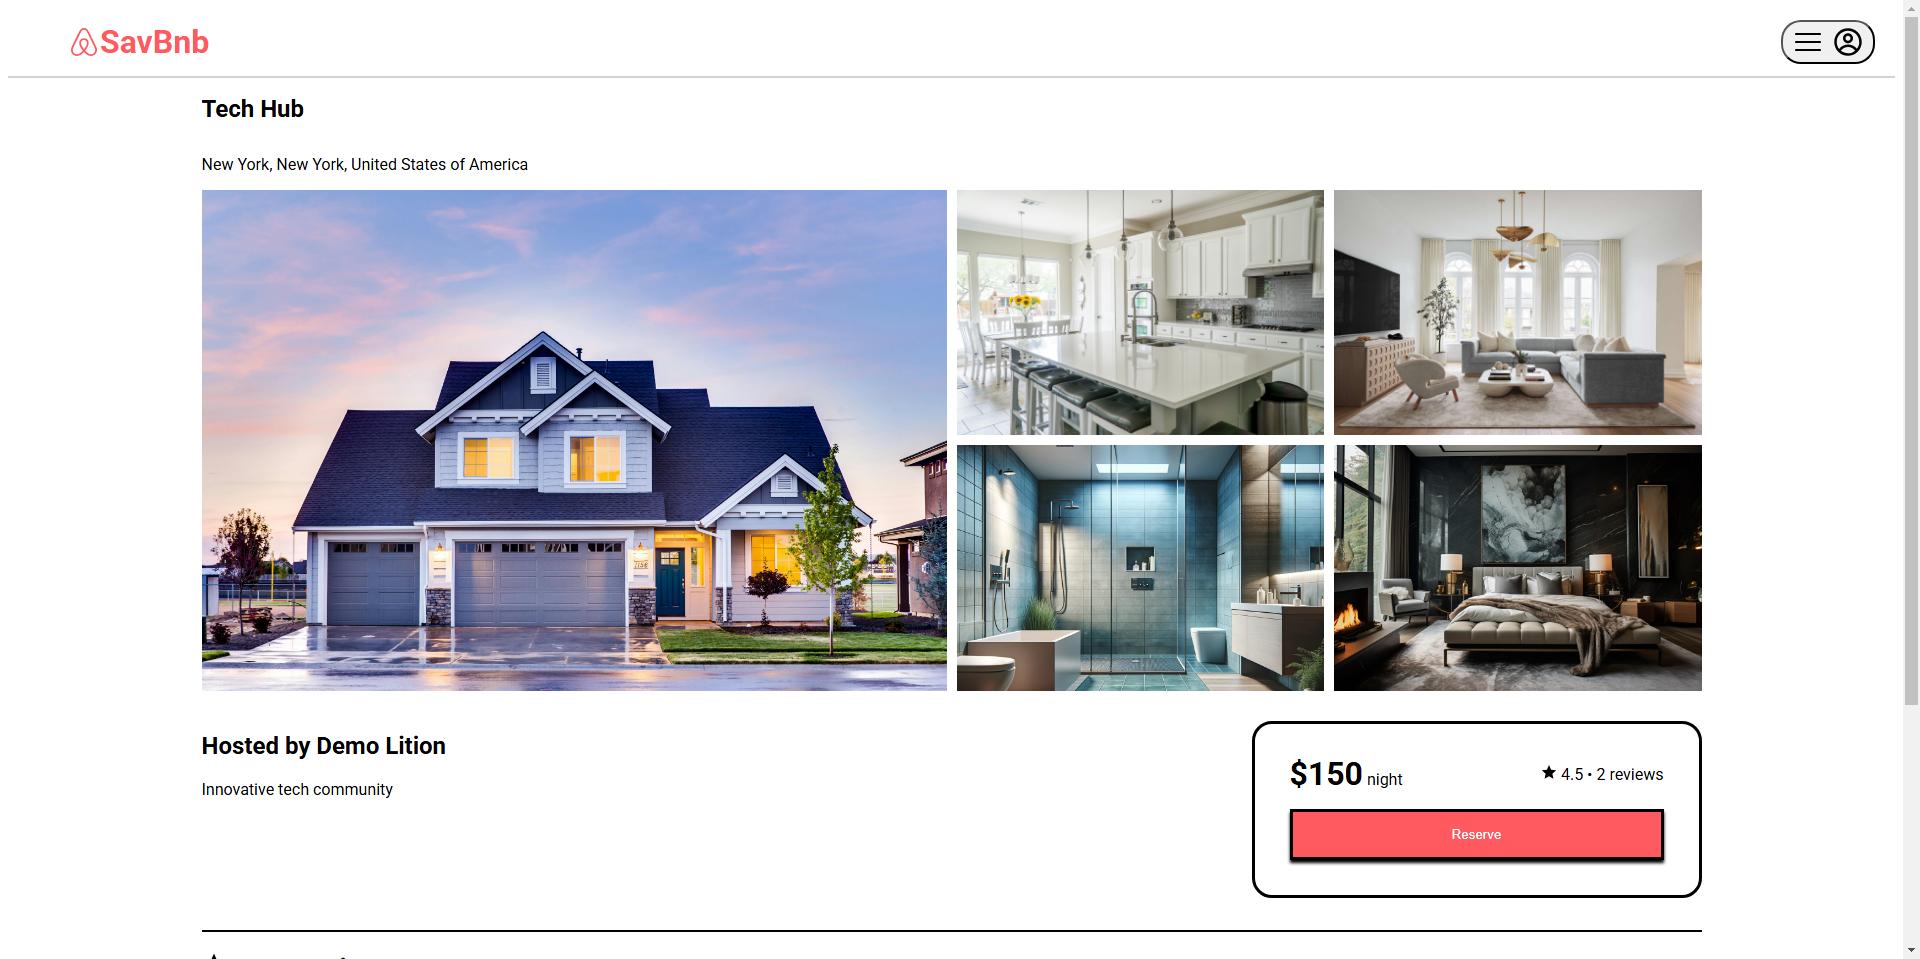 SavBnb
Tech Hub
New York, New York, United States of America
Hosted by Demo Lition
Innovative tech community
$150 night
4.5 • 2 reviews
Reserve